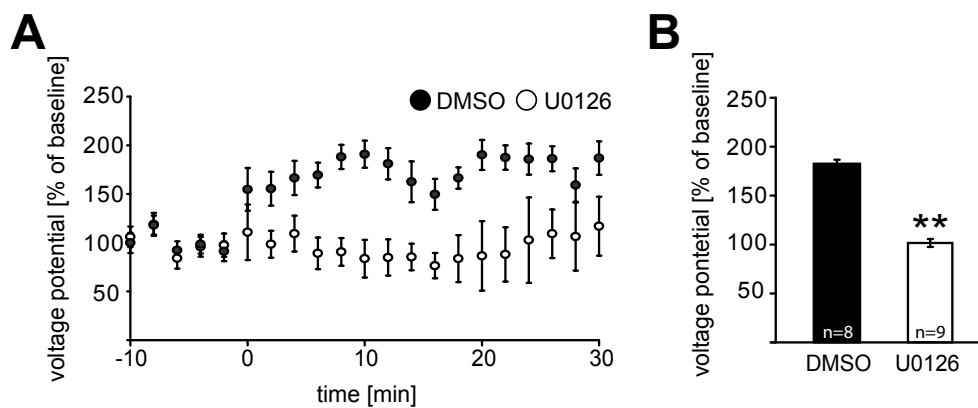 A
voltage potential [% of baseline]
250
200
150
100
50
DMSO U0126
-10 0 10 20 30
time [min]
B
voltage pontetial [% of baseline]
250
200
150
100
50
**
n=8 n=9
DMSO U0126